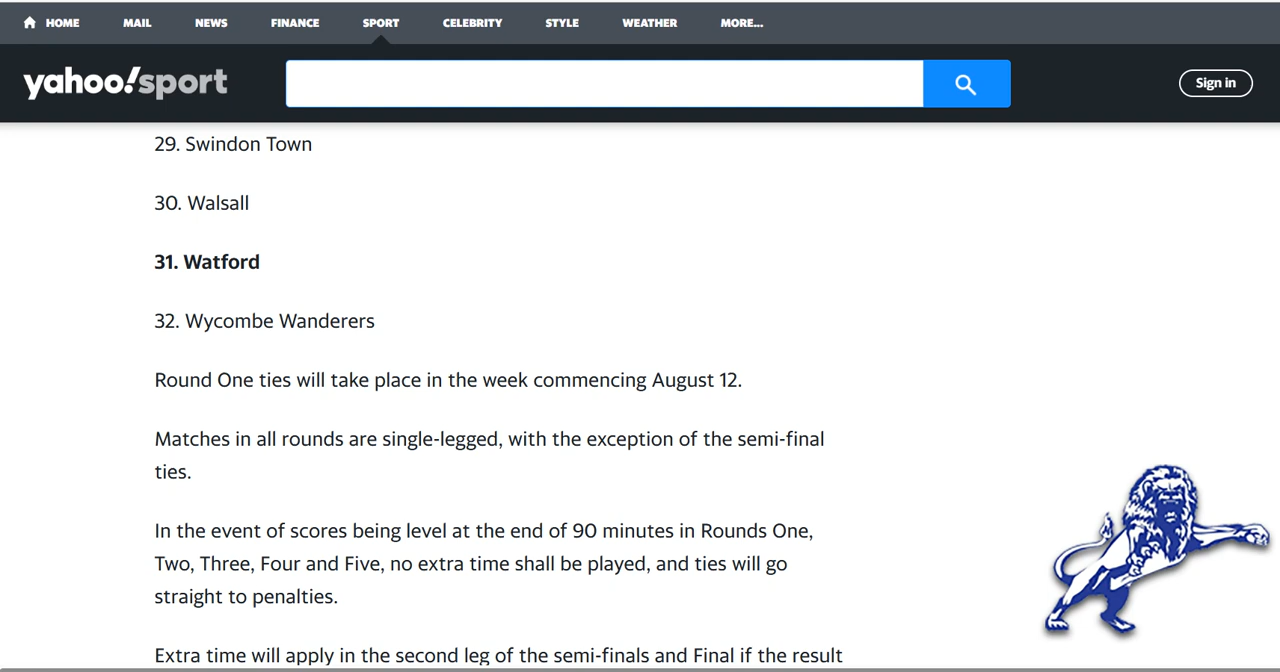 HOME MAIL NEWS FINANCE SPORT CELEBRITY STYLE WEATHER MORE...
yahoo!sport Sign in
29. Swindon Town
30. Walsall
31. Watford
32. Wycombe Wanderers
Round One ties will take place in the week commencing August 12.
Matches in all rounds are single-legged, with the exception of the semi-final
ties.
In the event of scores being level at the end of 90 minutes in Rounds One,
Two, Three, Four and Five, no extra time shall be played, and ties will go
straight to penalties.
Extra time will apply in the second leg of the semi-finals and Final if the result